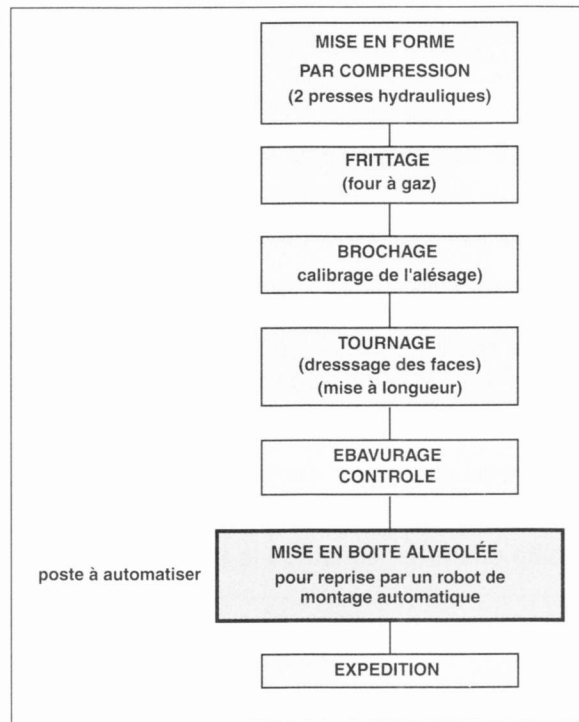 MISE EN FORME
PAR COMPRESSION
(2 presses hydrauliques)
FRITTAGE
(four à gaz)
BROCHAGE
calibrage de l'alésage)
TOURNAGE
(dresssage des faces)
(mise à longueur)
EBAVURAGE
CONTROLE
poste à automatiser
MISE EN BOITE ALVEOLÉE
pour reprise par un robot de
montage automatique
EXPEDITION